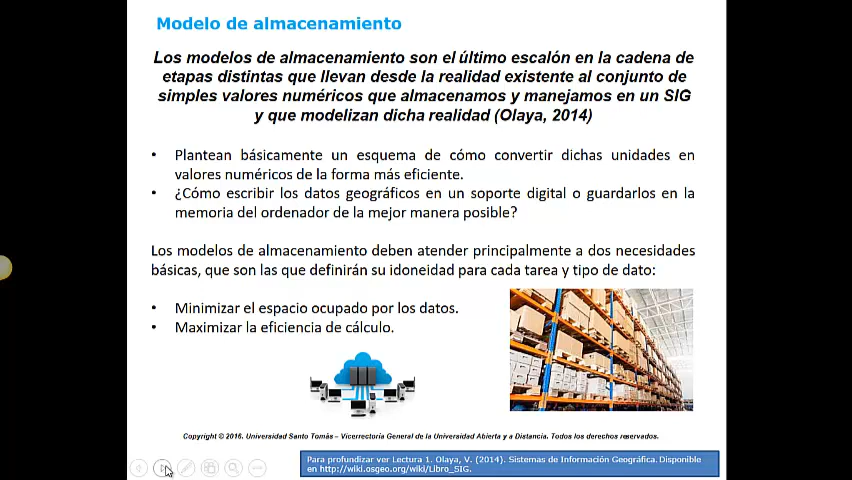 Modelo de almacenamiento
Los modelos de almacenamiento son el último escalón en la cadena de
etapas distintas que llevan desde la realidad existente al conjunto de
simples valores numéricos que almacenamos y manejamos en un SIG
y que modelizan dicha realidad (Olaya, 2014)
• Plantean básicamente un esquema de cómo convertir dichas unidades en
valores numéricos de la forma más eficiente.
• ¿Cómo escribir los datos geográficos en un soporte digital o guardarlos en la
memoria del ordenador de la mejor manera posible?
Los modelos de almacenamiento deben atender principalmente a dos necesidades
básicas, que son las que definirán su idoneidad para cada tarea y tipo de dato:
• Minimizar el espacio ocupado por los datos.
• Maximizar la eficiencia de cálculo.
Copyright © 2016. Universidad Santo Tomás – Vicerrectoría General de la Universidad Abierta y a Distancia. Todos los derechos reservados.
Para profundizar ver Lectura 1. Olaya, V. (2014). Sistemas de Información Geográfica. Disponible
en http://wiki.osgeo.org/wiki/Libro_SIG.